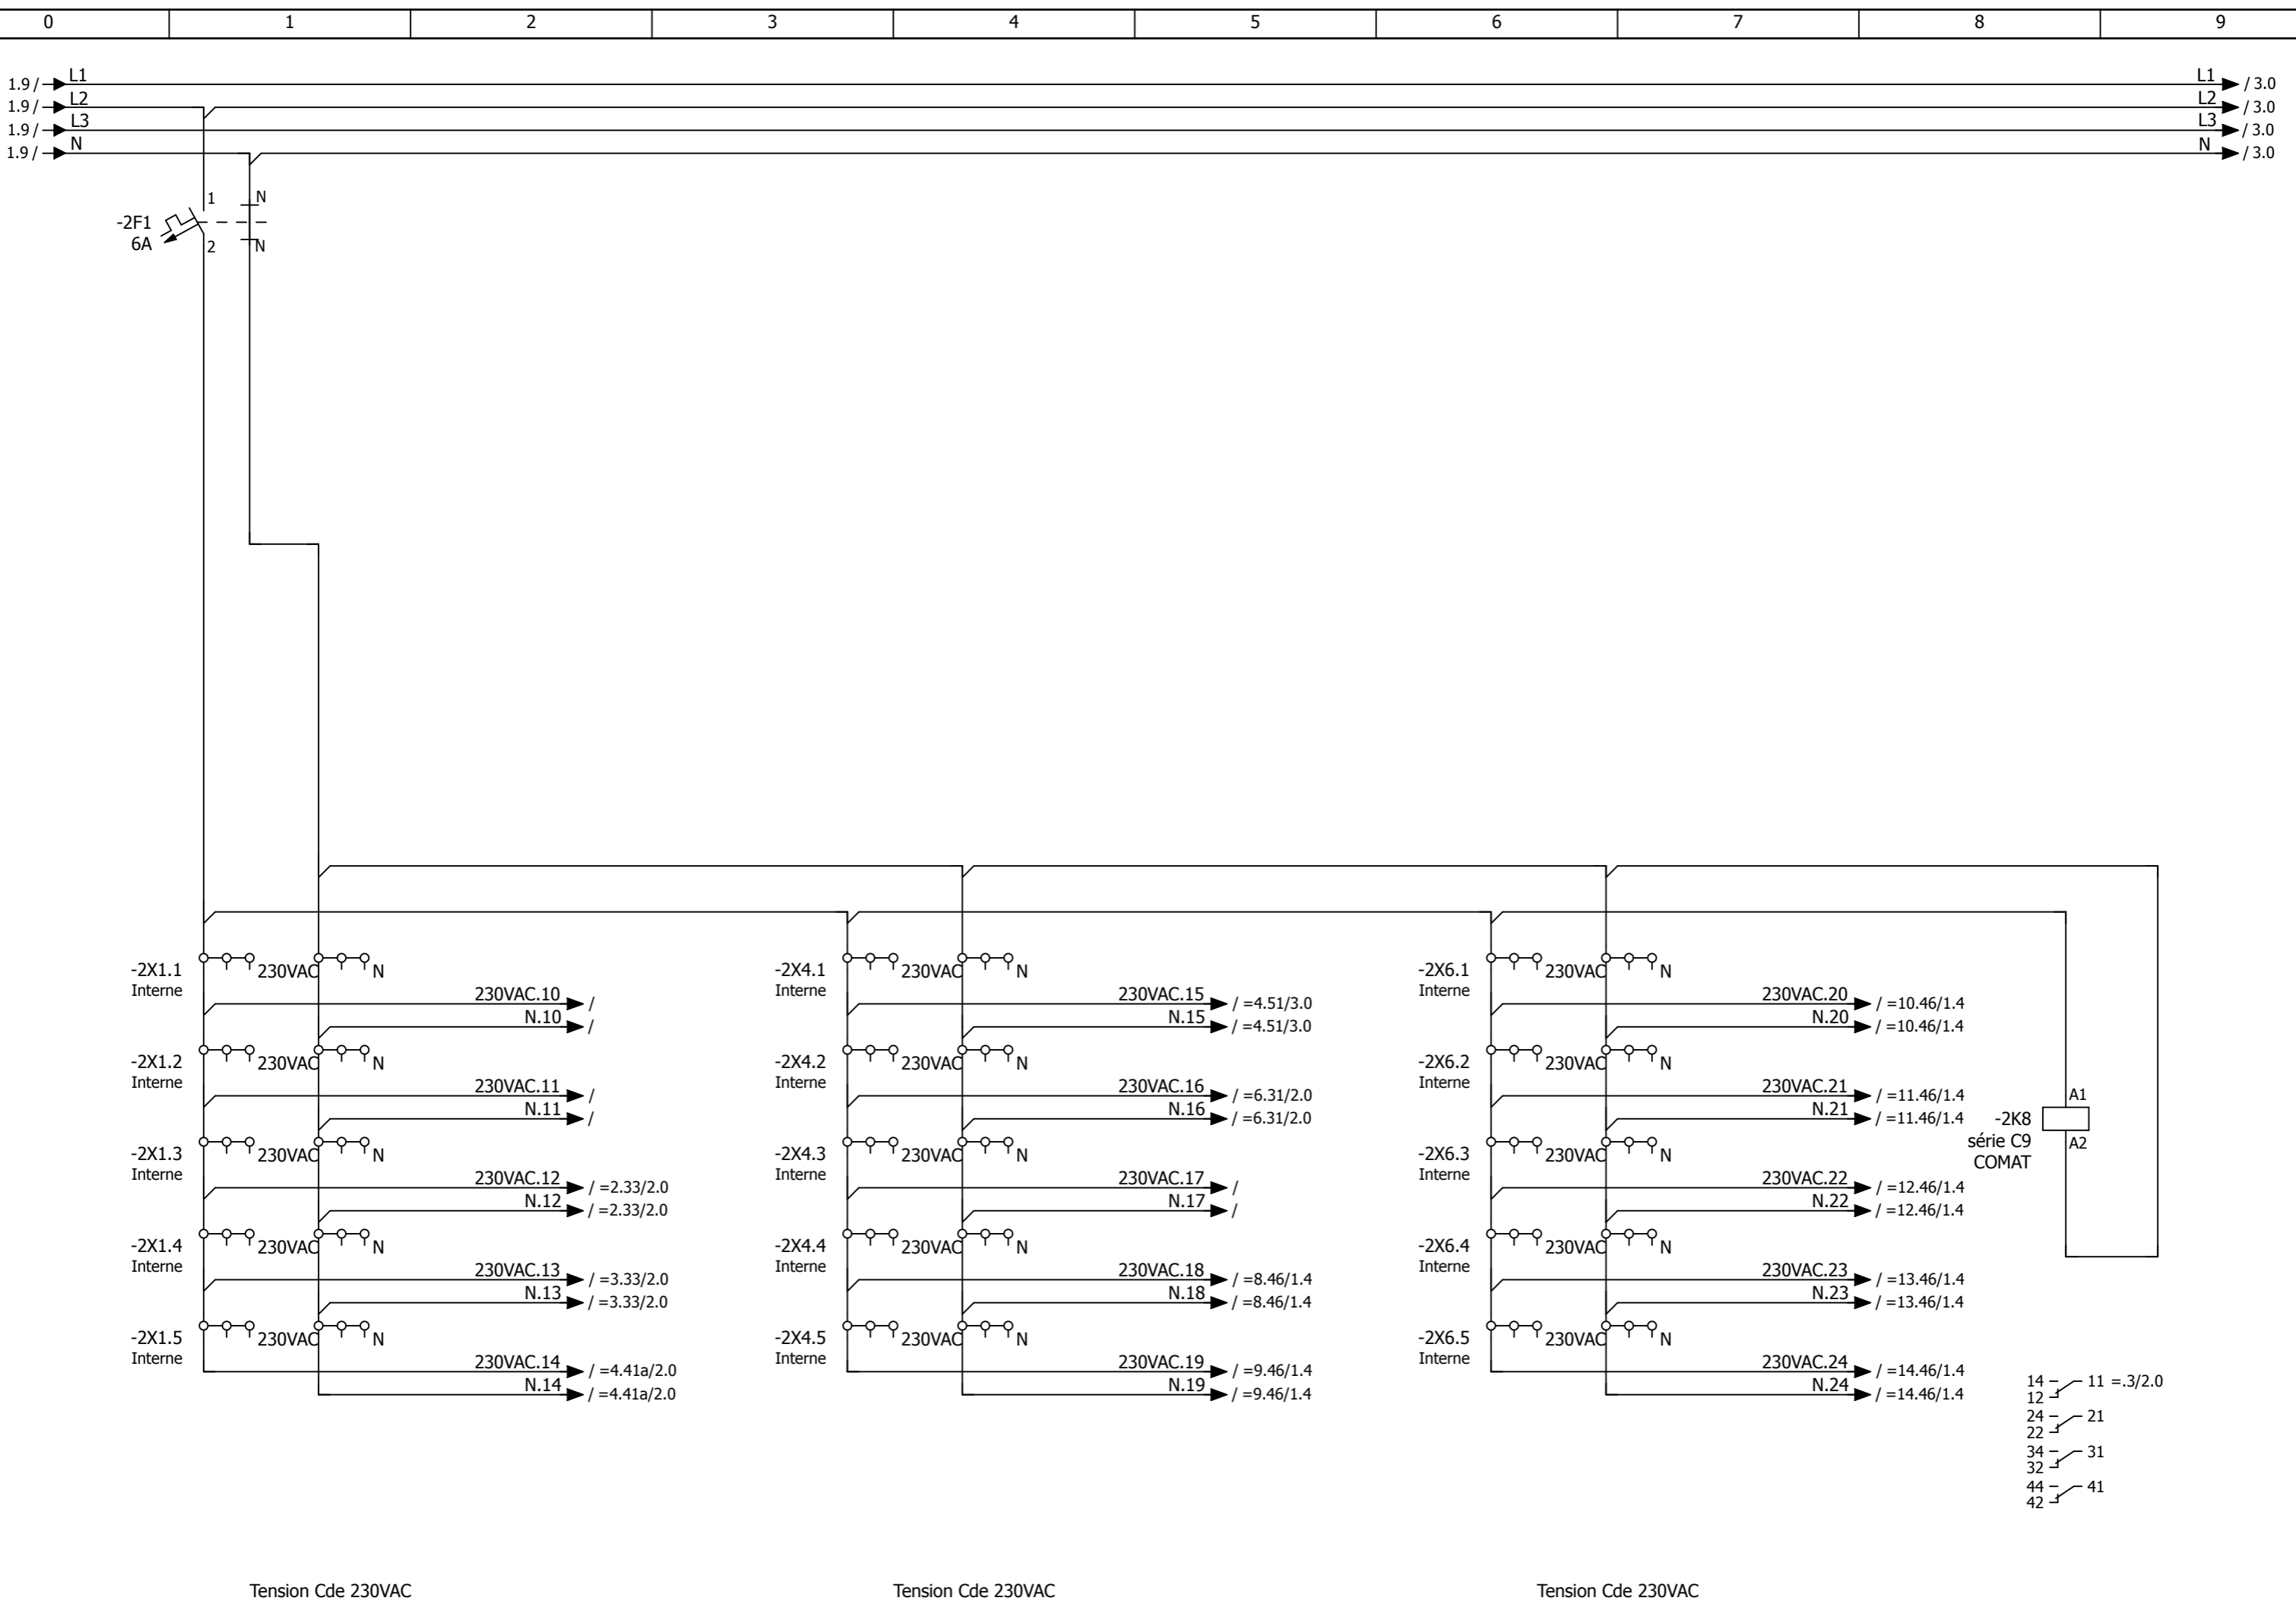 0 1 2 3 4 5 6 7 8 9
1.9 / L1 L1 / 3.0
1.9 / L2 L2 / 3.0
1.9 / L3 L3 / 3.0
1.9 / N N / 3.0
1 N
-2F1
6A
2 N
-2X1.1 230VAC N
Interne
230VAC.10 /
N.10 /
-2X1.2 230VAC N
Interne
230VAC.11 /
N.11 /
-2X1.3 230VAC N
Interne
230VAC.12 / =2.33/2.0
N.12 / =2.33/2.0
-2X1.4 230VAC N
Interne
230VAC.13 / =3.33/2.0
N.13 / =3.33/2.0
-2X1.5 230VAC N
Interne
230VAC.14 / =4.41a/2.0
N.14 / =4.41a/2.0
-2X4.1 230VAC N
Interne
230VAC.15 / =4.51/3.0
N.15 / =4.51/3.0
-2X4.2 230VAC N
Interne
230VAC.16 / =6.31/2.0
N.16 / =6.31/2.0
-2X4.3 230VAC N
Interne
230VAC.17 /
N.17 /
-2X4.4 230VAC N
Interne
230VAC.18 / =8.46/1.4
N.18 / =8.46/1.4
-2X4.5 230VAC N
Interne
230VAC.19 / =9.46/1.4
N.19 / =9.46/1.4
-2X6.1 230VAC N
Interne
230VAC.20 / =10.46/1.4
N.20 / =10.46/1.4
-2X6.2 230VAC N
Interne
230VAC.21 / =11.46/1.4
N.21 / =11.46/1.4
-2X6.3 230VAC N
Interne
230VAC.22 / =12.46/1.4
N.22 / =12.46/1.4
-2X6.4 230VAC N
Interne
230VAC.23 / =13.46/1.4
N.23 / =13.46/1.4
-2X6.5 230VAC N
Interne
230VAC.24 / =14.46/1.4
N.24 / =14.46/1.4
A1
-2K8
série C9 A2
COMAT
14 11 =.3/2.0
12
24 21
22
34 31
32
44 41
42
Tension Cde 230VAC Tension Cde 230VAC Tension Cde 230VAC